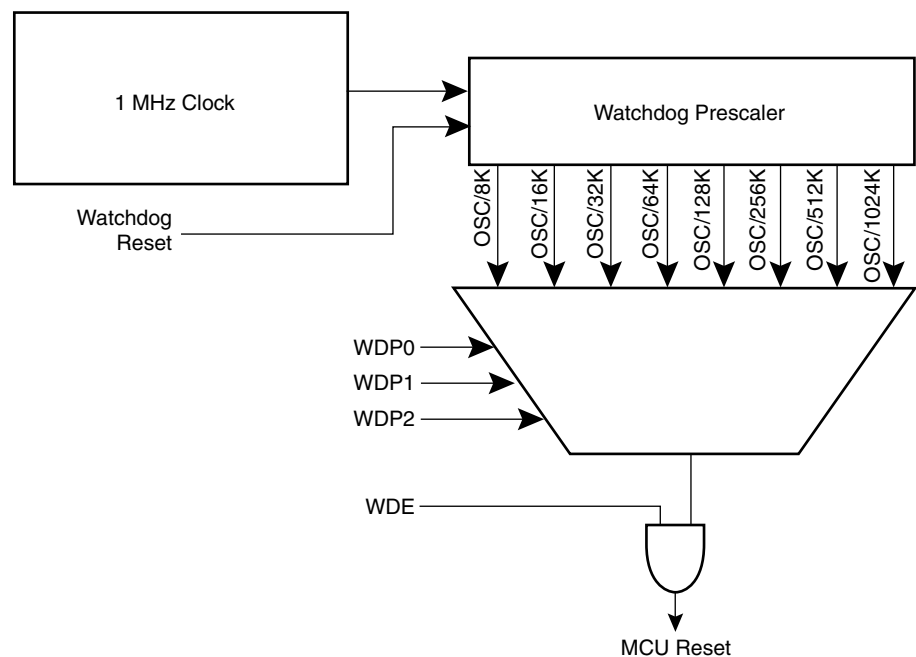 1 MHz Clock
Watchdog Prescaler
Watchdog
Reset
OSC/8K
OSC/16K
OSC/32K
OSC/64K
OSC/128K
OSC/256K
OSC/512K
OSC/1024K
WDP0
WDP1
WDP2
WDE
MCU Reset